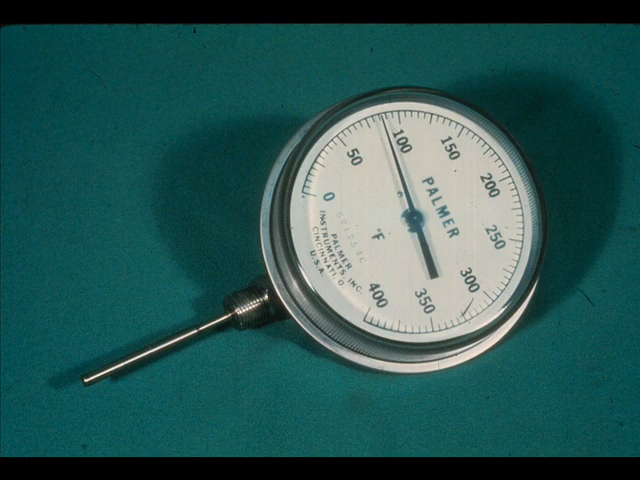 0
50
100
150
200
250
300
350
400
PALMER
°F
PALMER
INSTRUMENTS, INC.
CINCINNATI, O.
U.S.A.